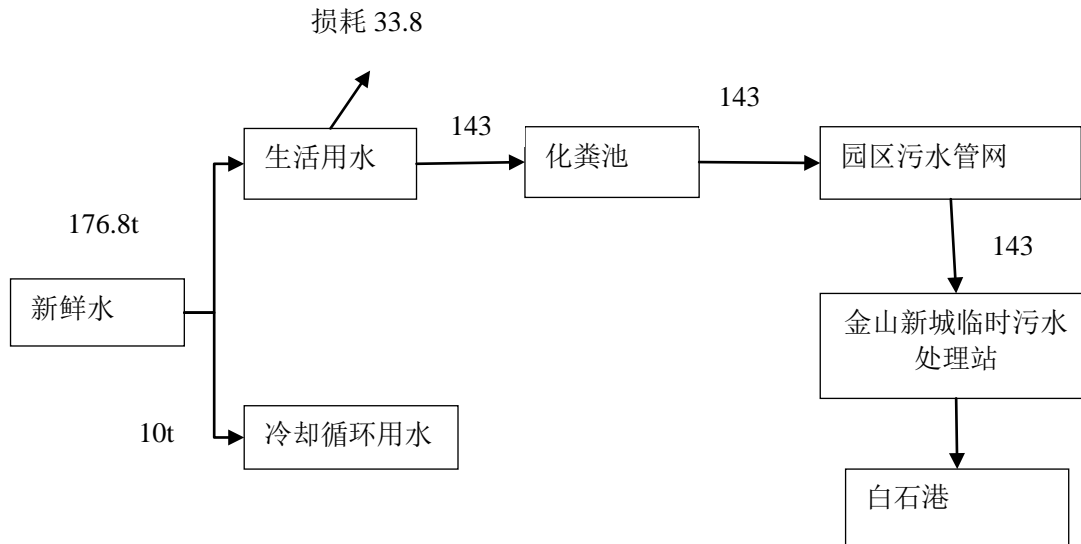 损耗 33.8
143
143
生活用水
化粪池
园区污水管网
176.8t
143
新鲜水
金山新城临时污水
处理站
10t
冷却循环用水
白石港